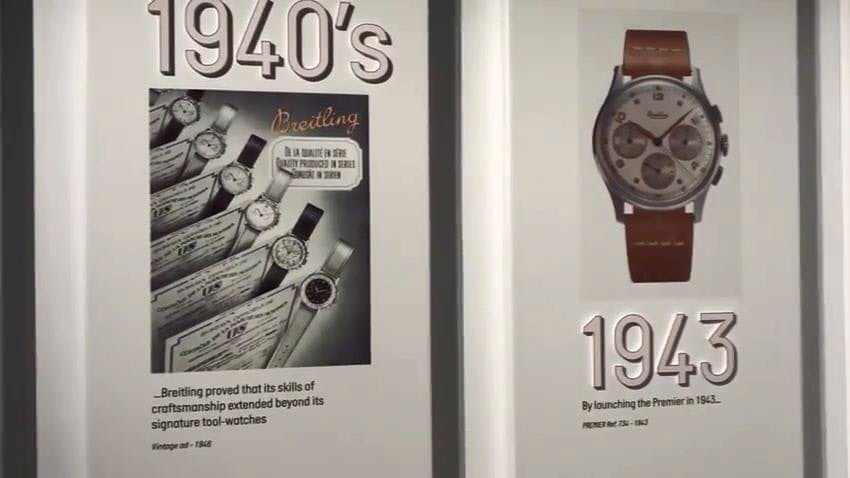 1940's
Breitling
DE LA QUALITÉ EN SÉRIE
QUALITY PRODUCED IN SERIES
QUALITÄT IN SERIEN
_Breitling proved that its skills of
craftsmanship extended beyond its
signature tool-watches
Vintage ad - 1946
1943
By launching the Premier in 1943_
PREMIER Ref. 734 - 1943